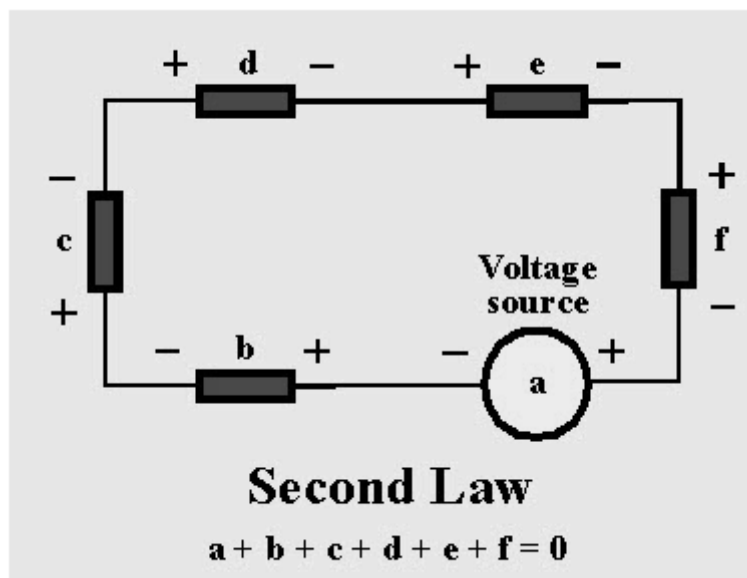 + d − + e −
− +
c f
+ −
Voltage
source
− b + − a +
Second Law
a + b + c + d + e + f = 0